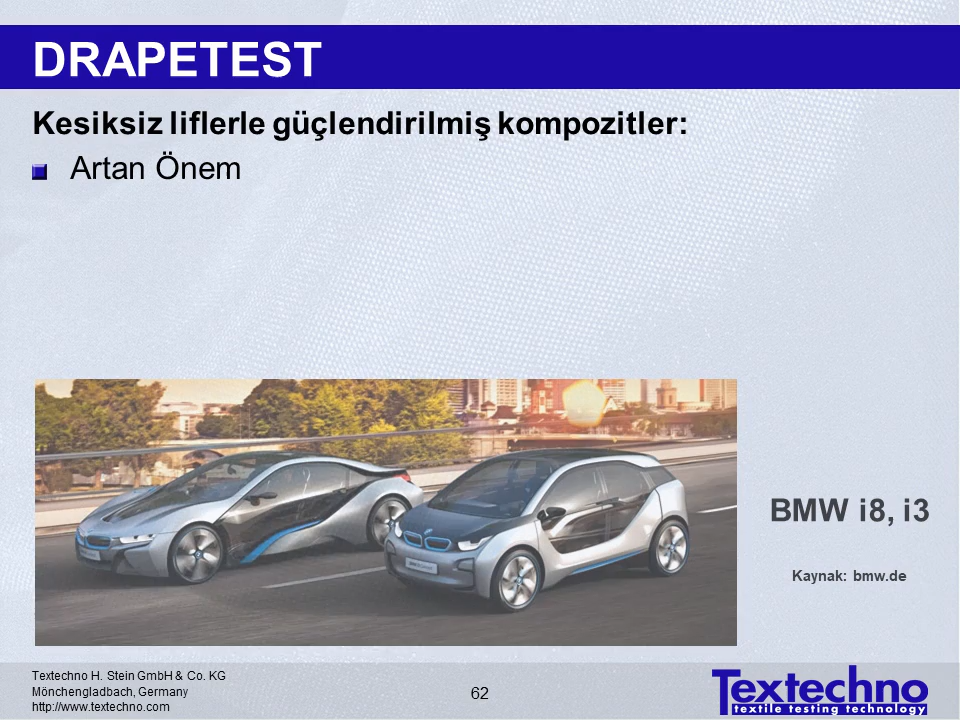 DRAPETEST
Kesiksiz liflerle güçlendirilmiş kompozitler:
Artan Önem
BMW i8, i3
Kaynak: bmw.de
Textechno H. Stein GmbH & Co. KG
Mönchengladbach, Germany
http://www.textechno.com
62
Textechno
textile testing technology